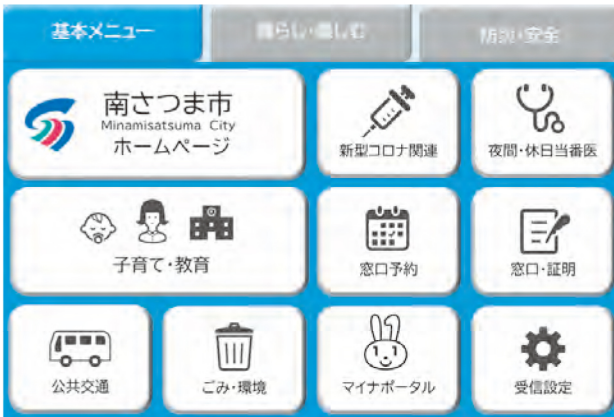 基本メニュー
暮らし・楽しむ
防災・安全
南さつま市
Minamisatsuma City
ホームページ
新型コロナ関連
夜間・休日当番医
子育て・教育
窓口予約
窓口・証明
公共交通
ごみ・環境
マイナポータル
受信設定